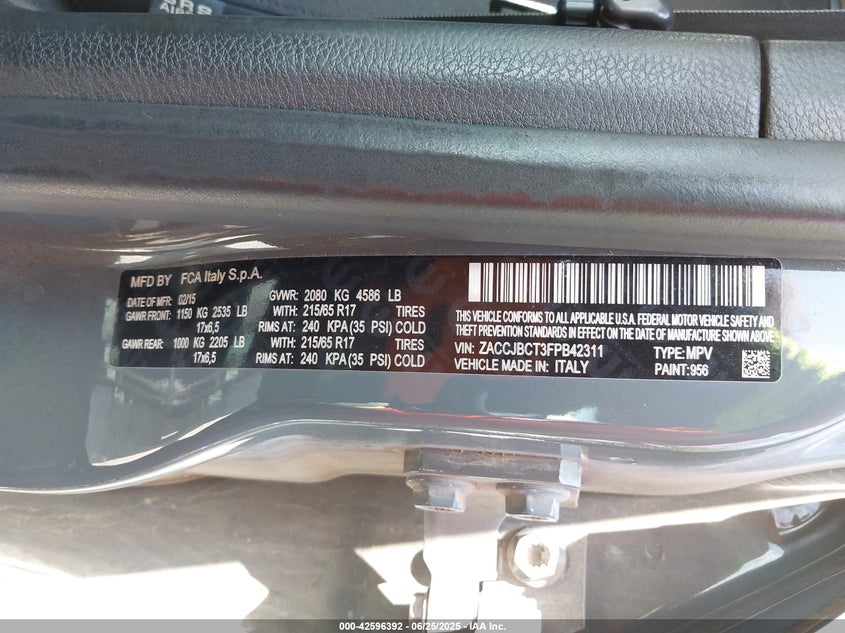 SRS
MFD BY FCA Italy S.p.A.
DATE OF MFR: 02/15 GVWR: 2080 KG 4586 LB
GAWR FRONT: 1150 KG 2535 LB WITH: 215/65 R17 TIRES
17x6,5 RIMS AT: 240 KPA(35 PSI) COLD
GAWR REAR: 1000 KG 2205 LB WITH: 215/65 R17 TIRES
17x6,5 RIMS AT: 240 KPA(35 PSI) COLD
THIS VEHICLE CONFORMS TO ALL APPLICABLE U.S.A. FEDERAL MOTOR VEHICLE SAFETY AND
THEFT PREVENTION STANDARDS IN EFFECT ON THE DATE OF MANUFACTURE SHOWN ABOVE
VIN: ZACCJBCT3FPB42311 TYPE: MPV
VEHICLE MADE IN: ITALY PAINT:956
000-42596392 - 06/25/2025 - IAA Inc.